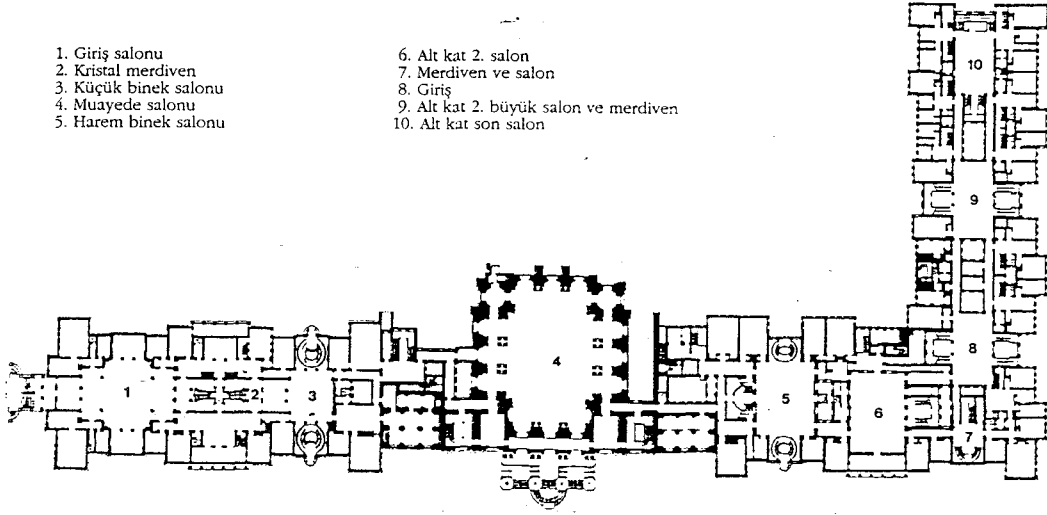 1. Giriş salonu
2. Kristal merdiven
3. Küçük binek salonu
4. Muayede salonu
5. Harem binek salonu
6. Alt kat 2. salon
7. Merdiven ve salon
8. Giriş
9. Alt kat 2. büyük salon ve merdiven
10. Alt kat son salon
10
9
8
4
1
2
3
5
6
7